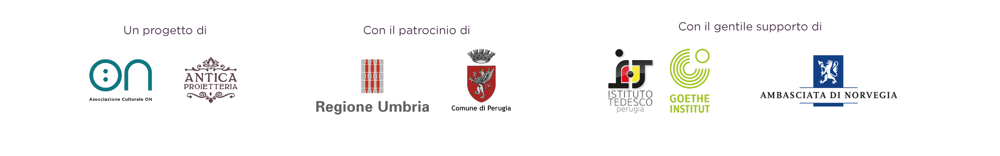 Un progetto di
on
Associazione Culturale ON
ANTICA
PROIETTERIA
Con il patrocinio di
Regione Umbria
Comune di Perugia
Con il gentile supporto di
iT
ISTITUTO
TEDESCO
perugia
GOETHE
INSTITUT
AMBASCIATA DI NORVEGIA